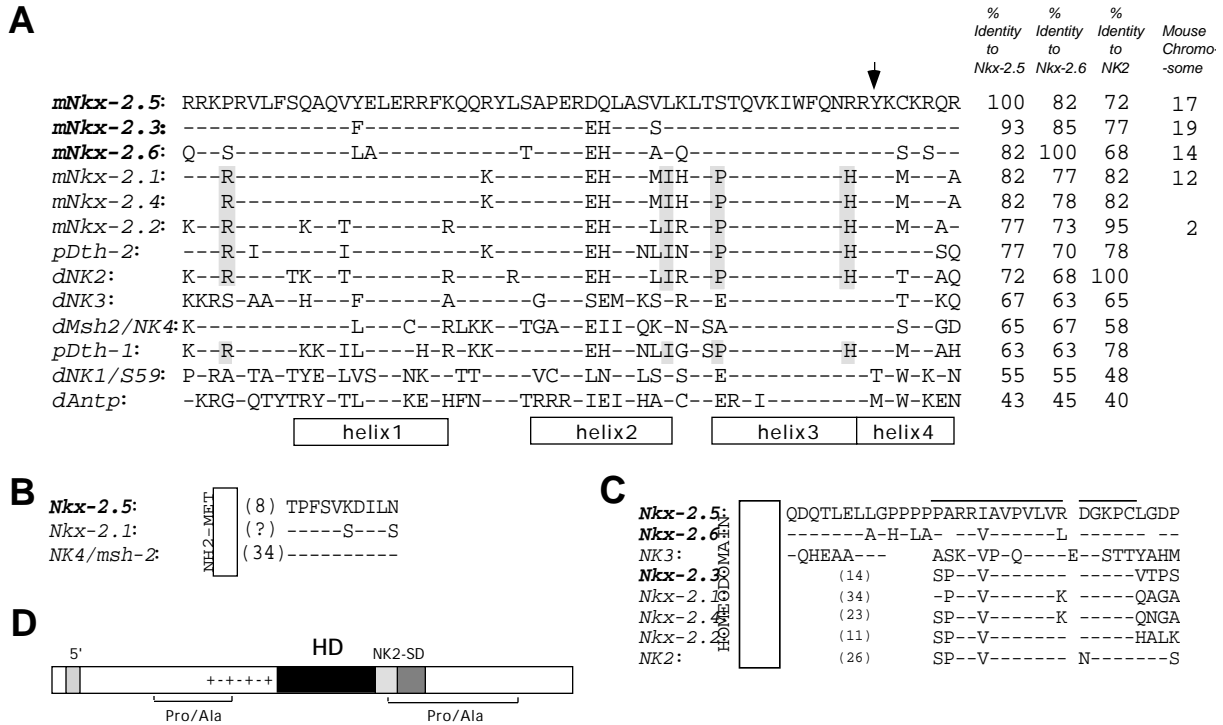 A
% Identity to Nkx-2.5
% Identity to Nkx-2.6
% Identity to NK2
Mouse Chromo- -some
mNkx-2.5: RRKPRVLFSQAQVYELERRFKQQRYLSAPERDQLASVLKLTSTQVKIWFQNRRYKCKRQR 100 82 72 17
mNkx-2.3: -------------F-----------------EH---S----------------------- 93 85 77 19
mNkx-2.6: Q--S---------LA-----------T----EH---A-Q----------------S-S-- 82 100 68 14
mNkx-2.1: ---R-------------------K-------EH---MIH--P---------H---M---A 82 77 82 12
mNkx-2.4: ---R-------------------K-------EH---MIH--P---------H---M---A 82 78 82
mNkx-2.2: K--R-----K--T-------R----------EH---LIR--P---------H---M--A- 77 73 95 2
pDth-2: ---R-I------I----------K-------EH--NLIN--P-------------------SQ 77 70 78
dNK2: K--R----TK--T-------R----R-----EH---LIR--P---------H---T--AQ 72 68 100
dNK3: KKRS-AA--H---F------A------G---SEM-KS-R--E-------------T--KQ 67 63 65
dMsh2/NK4: K------------L---C--RLKK--TGA--EII--QK-N-SA------------S--GD 65 67 58
pDth-1: K--R-----KK-IL-----H-R-KK------EH--NLIG-SP---------H---M--AH 63 63 78
dNK1/S59: P-RA-TA-TYE-LVS--NK--TT----VC--LN--LS-S--E-----------T-W-K-N 55 55 48
dAntp: -KRG-QTYTRY-TL---KE-HFN---TRRR-IEI-HA-C--ER-I--------M-W-KEN 43 45 40
helix1 helix2 helix3 helix4
B
NH2-MET
Nkx-2.5: (8) TPFSVKDILN
Nkx-2.1: (?) -----S---S
NK4/msh-2: (34) ----------
C
HOMEODOMAIN
Nkx-2.5: QDQTLELLGPPPPPARRIAVPVLVR DGKPCLGDP
Nkx-2.6: -------A-H-LA---V------L ----- -- --
NK3: -QHEAA--- ASK-VP-Q----E--STTYAHM
Nkx-2.3: (14) SP--V------- -----VTPS
Nkx-2.1: (34) -P--V------K -----QAGA
Nkx-2.4: (23) SP--V------K -----QNGA
Nkx-2.2: (11) SP--V------- -----HALK
NK2: (26) SP--V------- N-------S
D
5' +-+-+-+ HD NK2-SD
Pro/Ala Pro/Ala